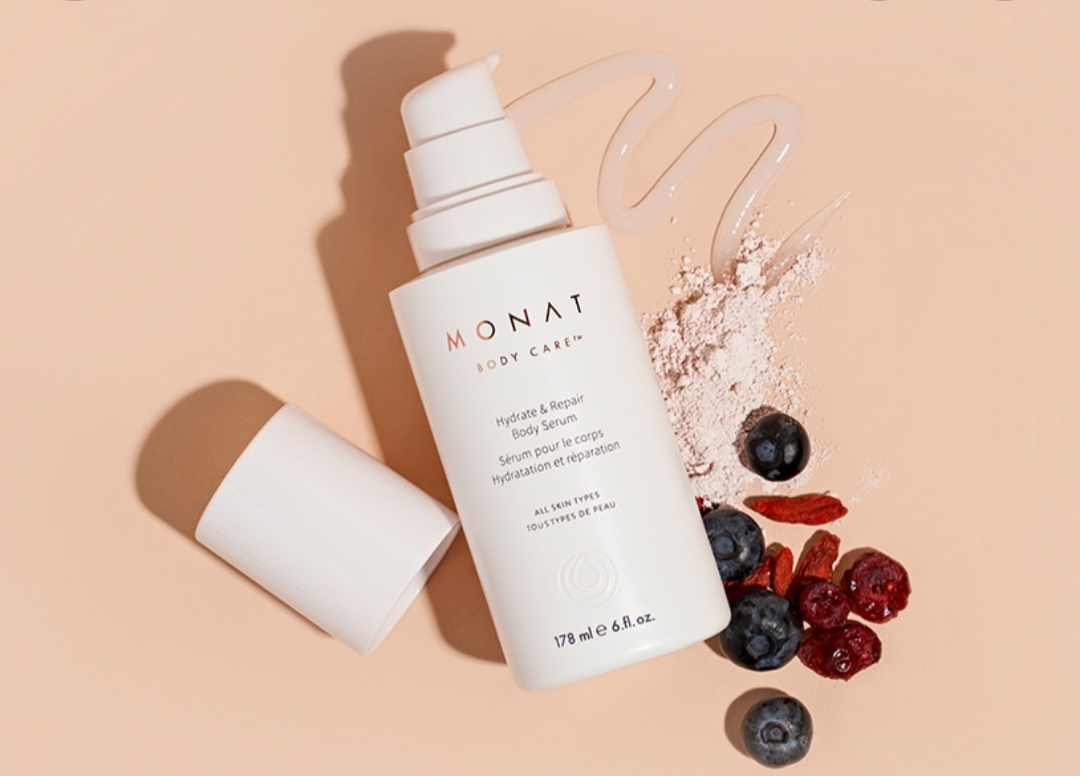 MONAT
BODY CARE™
Hydrate & Repair
Body Serum
Sérum pour le corps
Hydratation et réparation
ALL SKIN TYPES
TOUS TYPES DE PEAU
178 ml ℮ 6.fl.oz.